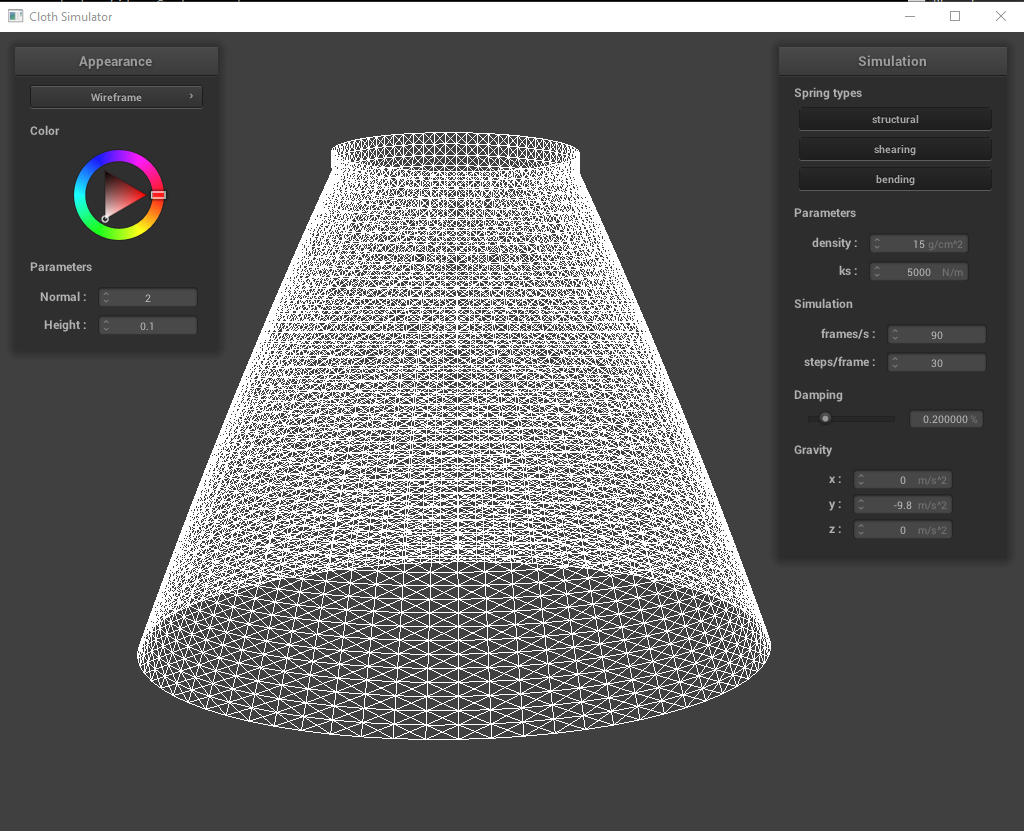 Cloth Simulator
Appearance
Wireframe
Color
Parameters
Normal : 2
Height : 0.1
Simulation
Spring types
structural
shearing
bending
Parameters
density : 15 g/cm^2
ks : 5000 N/m
Simulation
frames/s : 90
steps/frame : 30
Damping
0.200000 %
Gravity
x : 0 m/s^2
y : -9.8 m/s^2
z : 0 m/s^2